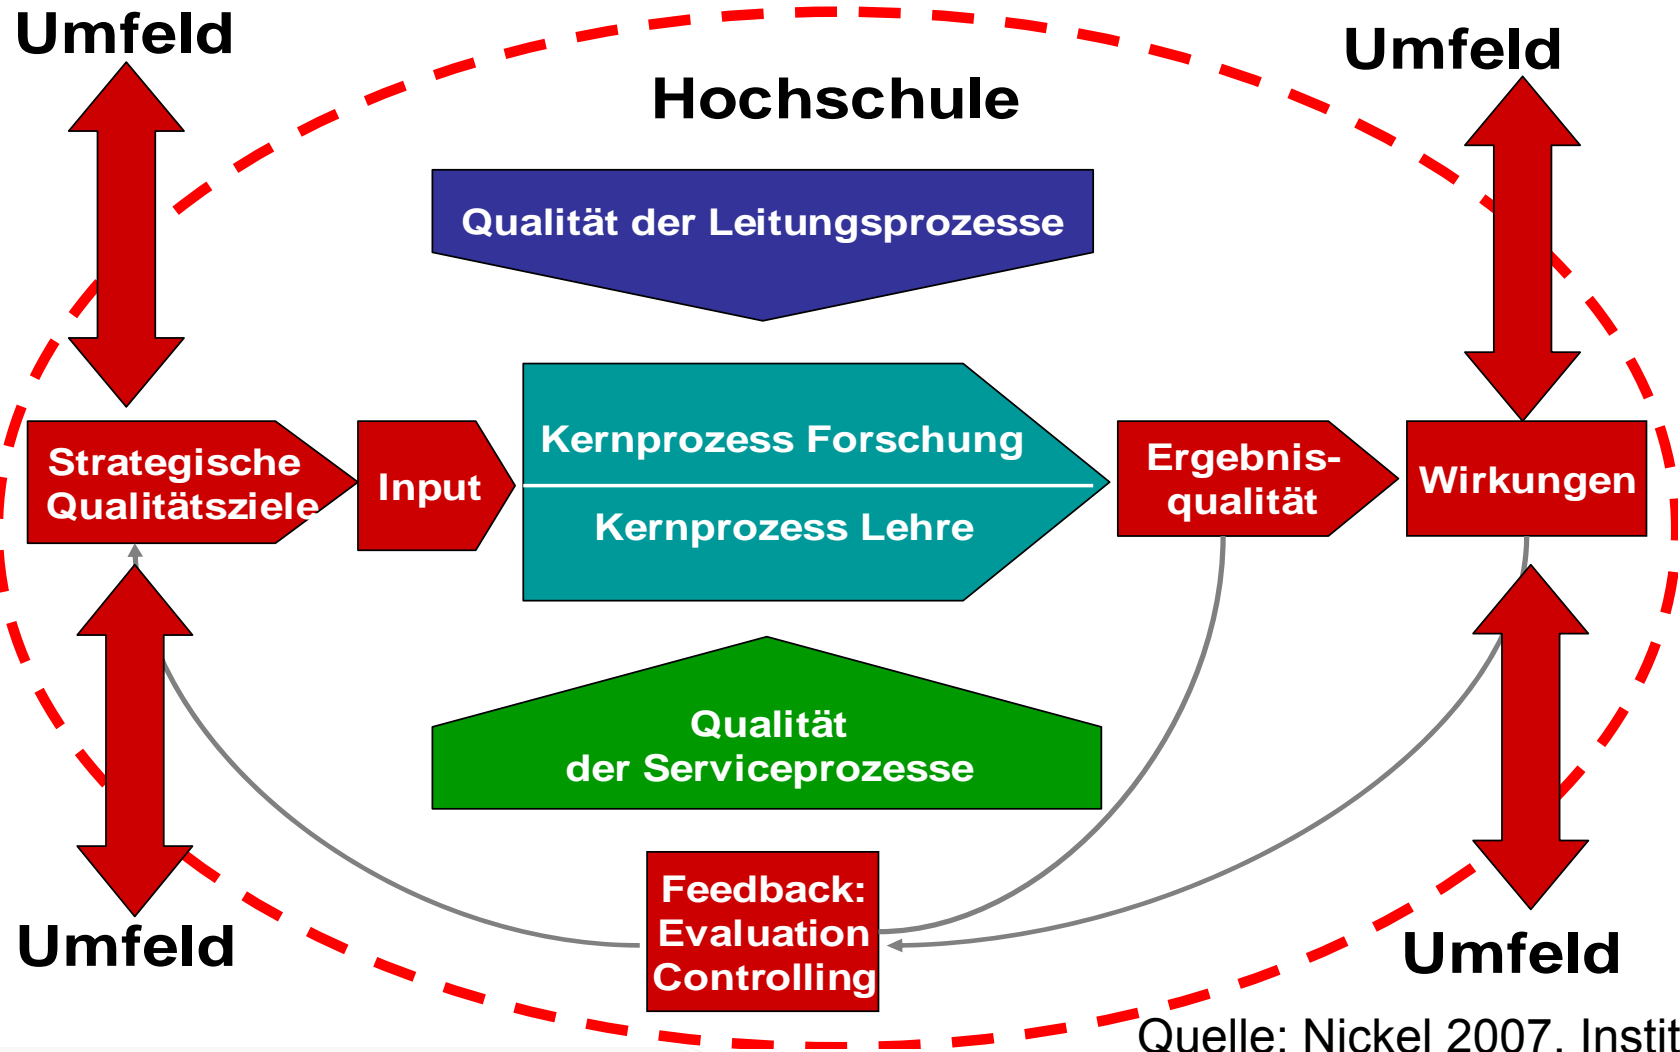 Umfeld
Umfeld
Hochschule
Qualität der Leitungsprozesse
Kernprozess Forschung
Kernprozess Lehre
Strategische
Qualitätsziele
Input
Ergebnis-
qualität
Wirkungen
Qualität
der Serviceprozesse
Feedback:
Evaluation
Controlling
Umfeld
Umfeld
Quelle: Nickel 2007, Instit